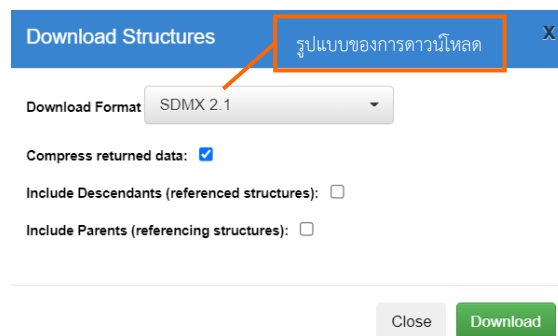 Download Structures
X
รูปแบบของการดาวน์โหลด
Download Format SDMX 2.1
Compress returned data:
Include Descendants (referenced structures):
Include Parents (referencing structures):
Close Download